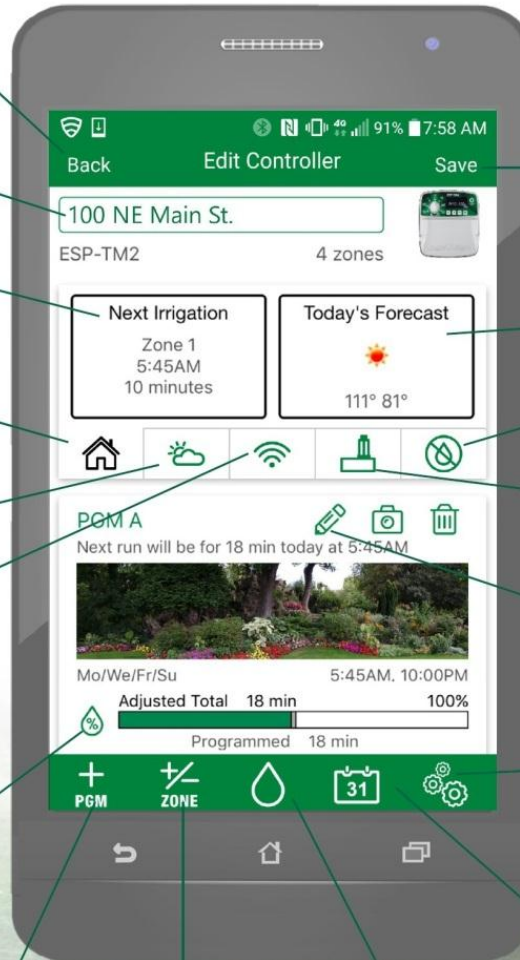 4G 91% 7:58 AM
Back Edit Controller Save
100 NE Main St.
ESP-TM2 4 zones
Next Irrigation
Zone 1
5:45AM
10 minutes
Today's Forecast
111° 81°
PGM A
Next run will be for 18 min today at 5:45AM
Mo/We/Fr/Su 5:45AM, 10:00PM
Adjusted Total 18 min 100%
%
Programmed 18 min
PGM
ZONE
31